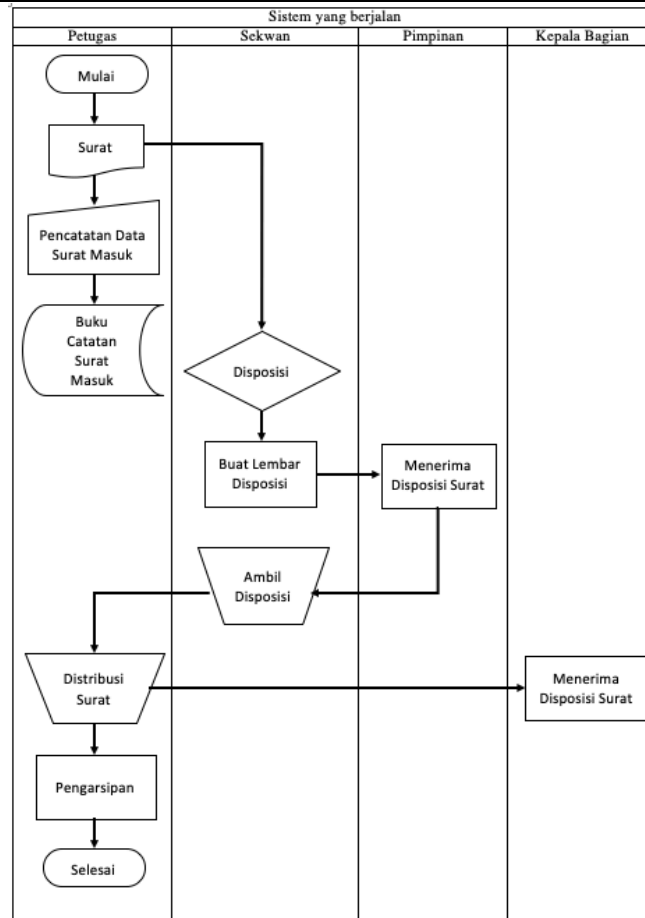 Sistem yang berjalan
Petugas
Sekwan
Pimpinan
Kepala Bagian
Mulai
Surat
Pencatatan Data
Surat Masuk
Buku
Catatan
Surat
Masuk
Disposisi
Buat Lembar
Disposisi
Menerima
Disposisi Surat
Ambil
Disposisi
Distribusi
Surat
Menerima
Disposisi Surat
Pengarsipan
Selesai